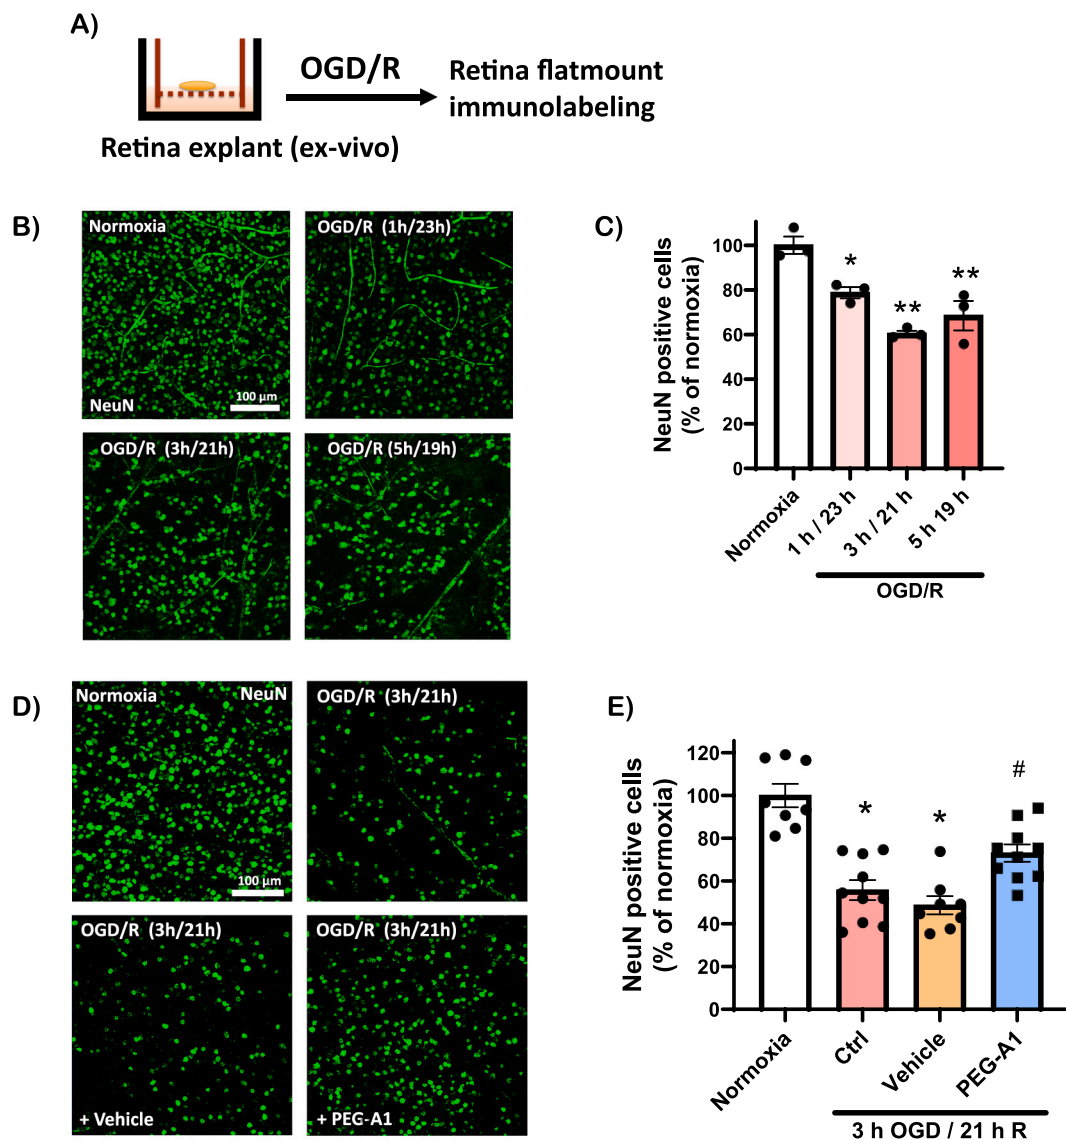 A)
OGD/R
Retina flatmount
immunolabeling
Retina explant (ex-vivo)
B)
Normoxia
NeuN
100 µm
OGD/R (1h/23h)
OGD/R (3h/21h)
OGD/R (5h/19h)
C)
NeuN positive cells
(% of normoxia)
100
80
60
40
20
0
*
**
**
Normoxia
1 h / 23 h
3 h / 21 h
5 h 19 h
OGD/R
D)
Normoxia
NeuN
100 µm
OGD/R (3h/21h)
OGD/R (3h/21h)
+ Vehicle
OGD/R (3h/21h)
+ PEG-A1
E)
NeuN positive cells
(% of normoxia)
120
100
80
60
40
20
0
*
*
#
Normoxia
Ctrl
Vehicle
PEG-A1
3 h OGD / 21 h R